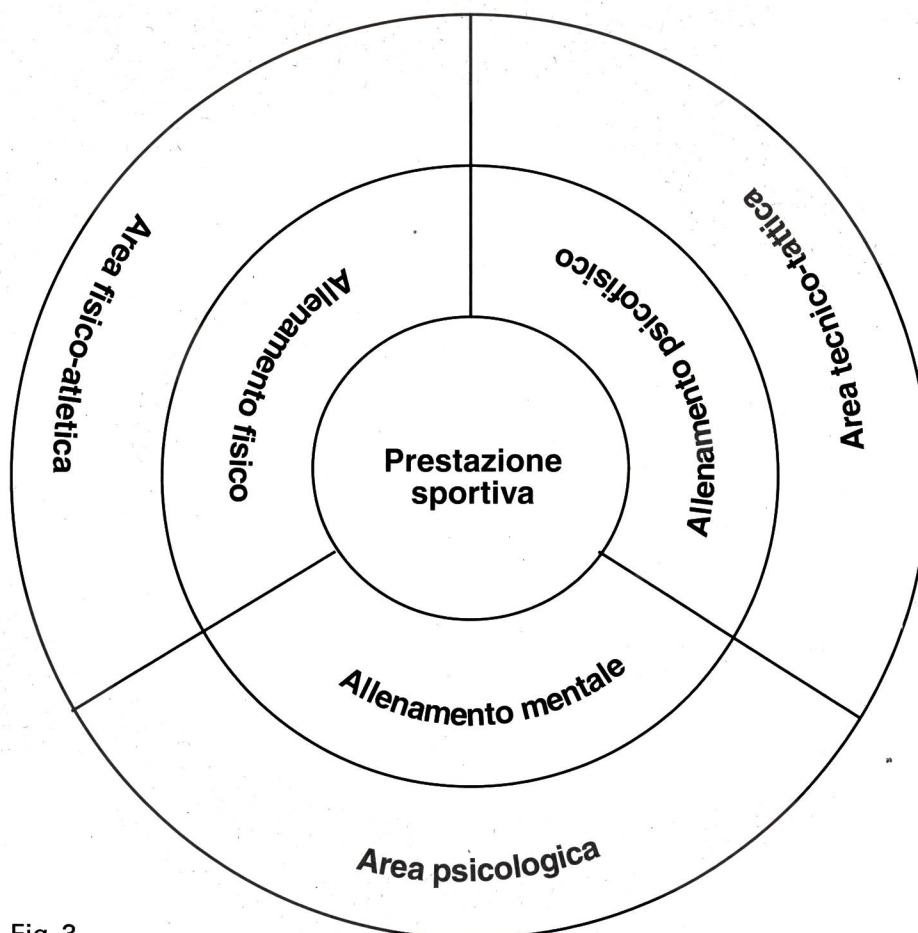 Area fisico-atletica
Area tecnico-tattica
Allenamento fisico
Allenamento psicofisico
Prestazione
sportiva
Allenamento mentale
Area psicologica
Fig. 3